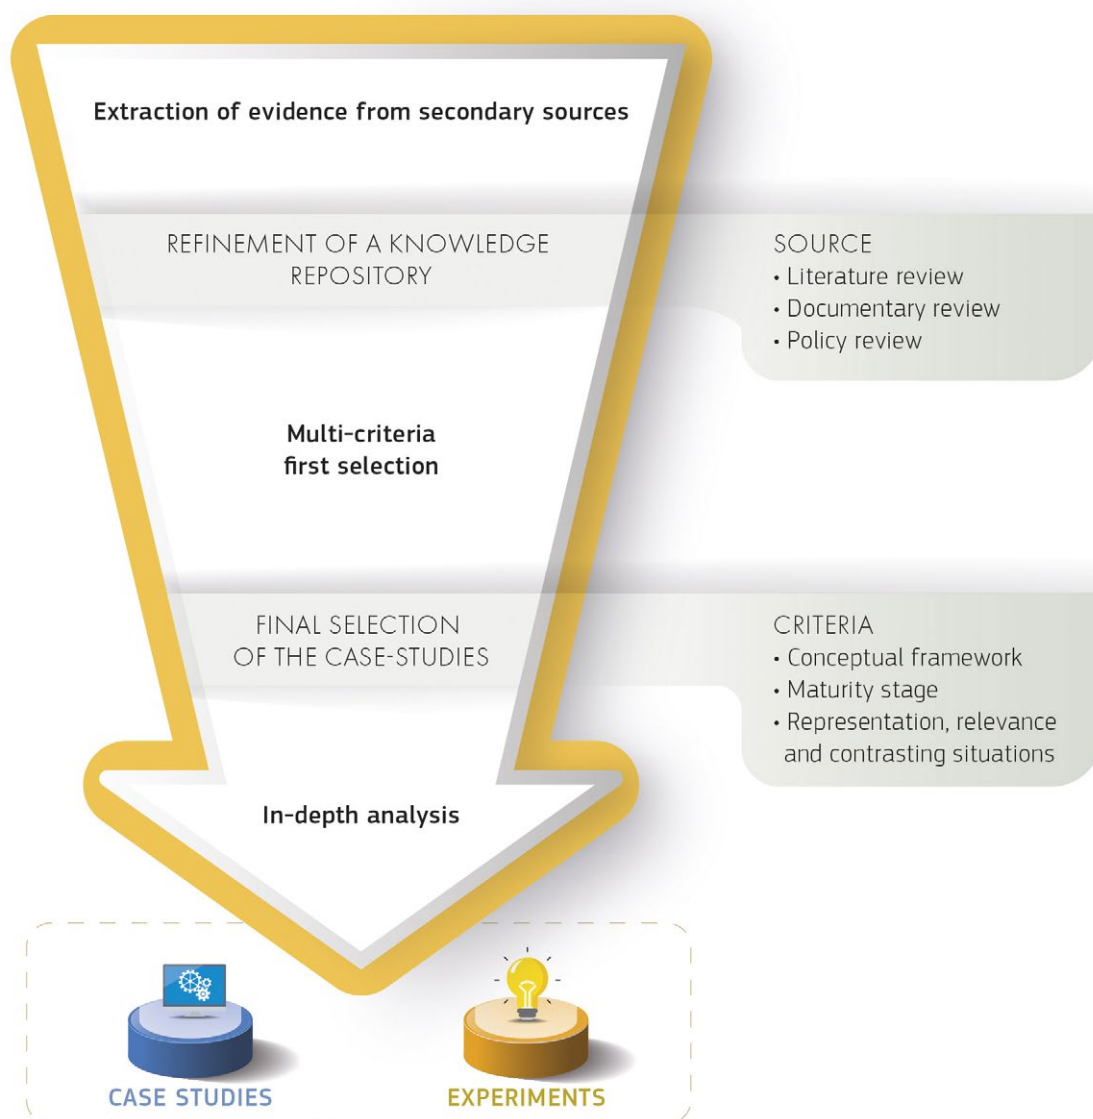 Extraction of evidence from secondary sources
REFINEMENT OF A KNOWLEDGE
REPOSITORY
SOURCE
• Literature review
• Documentary review
• Policy review
Multi-criteria
first selection
FINAL SELECTION
OF THE CASE-STUDIES
CRITERIA
• Conceptual framework
• Maturity stage
• Representation, relevance
and contrasting situations
In-depth analysis
CASE STUDIES
EXPERIMENTS